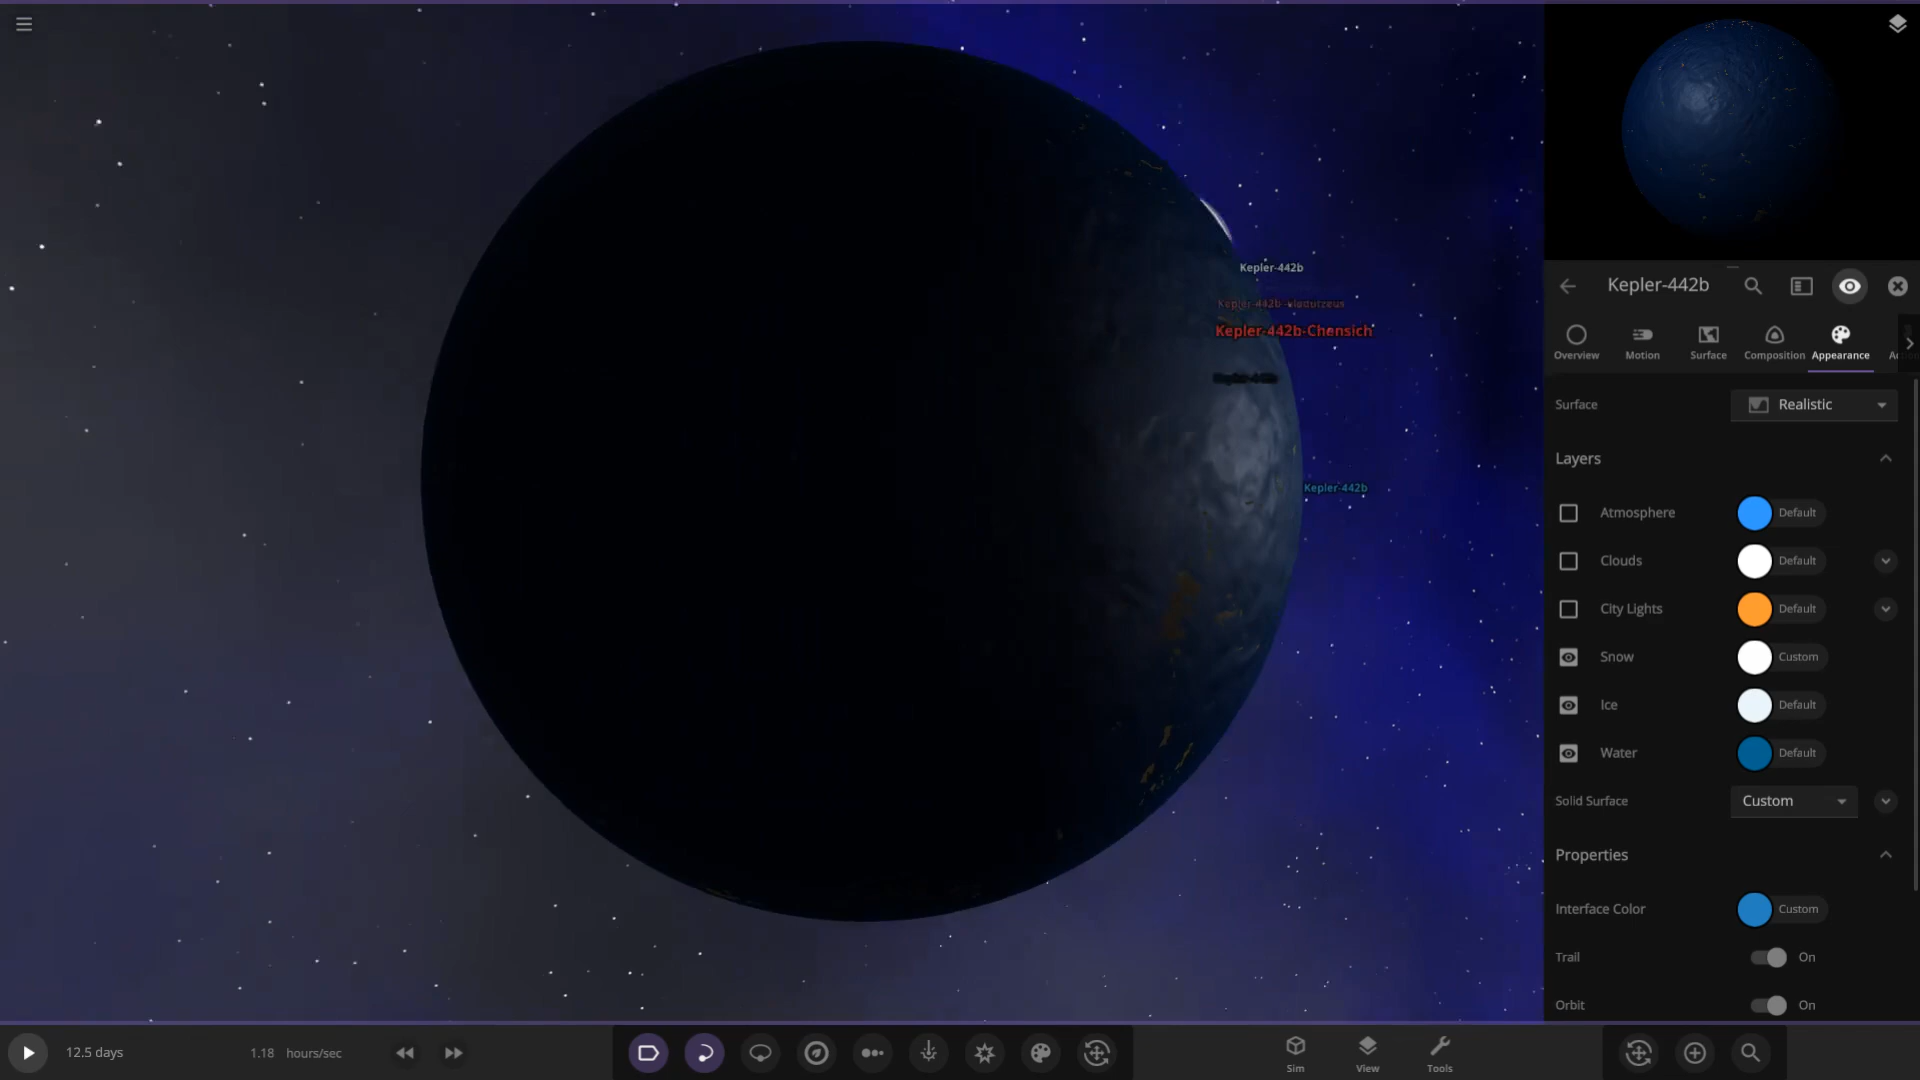 Kepler-442b
Kepler-442b-Chensich
Kepler-442b
Kepler-442b
Kepler-442b
Overview
Motion
Surface
Composition
Appearance
Surface
Realistic
Layers
Atmosphere
Default
Clouds
Default
City Lights
Default
Snow
Custom
Ice
Default
Water
Default
Solid Surface
Custom
Properties
Interface Color
Custom
Trail
On
Orbit
On
12.5 days
1.18 hours/sec
Sim
View
Tools